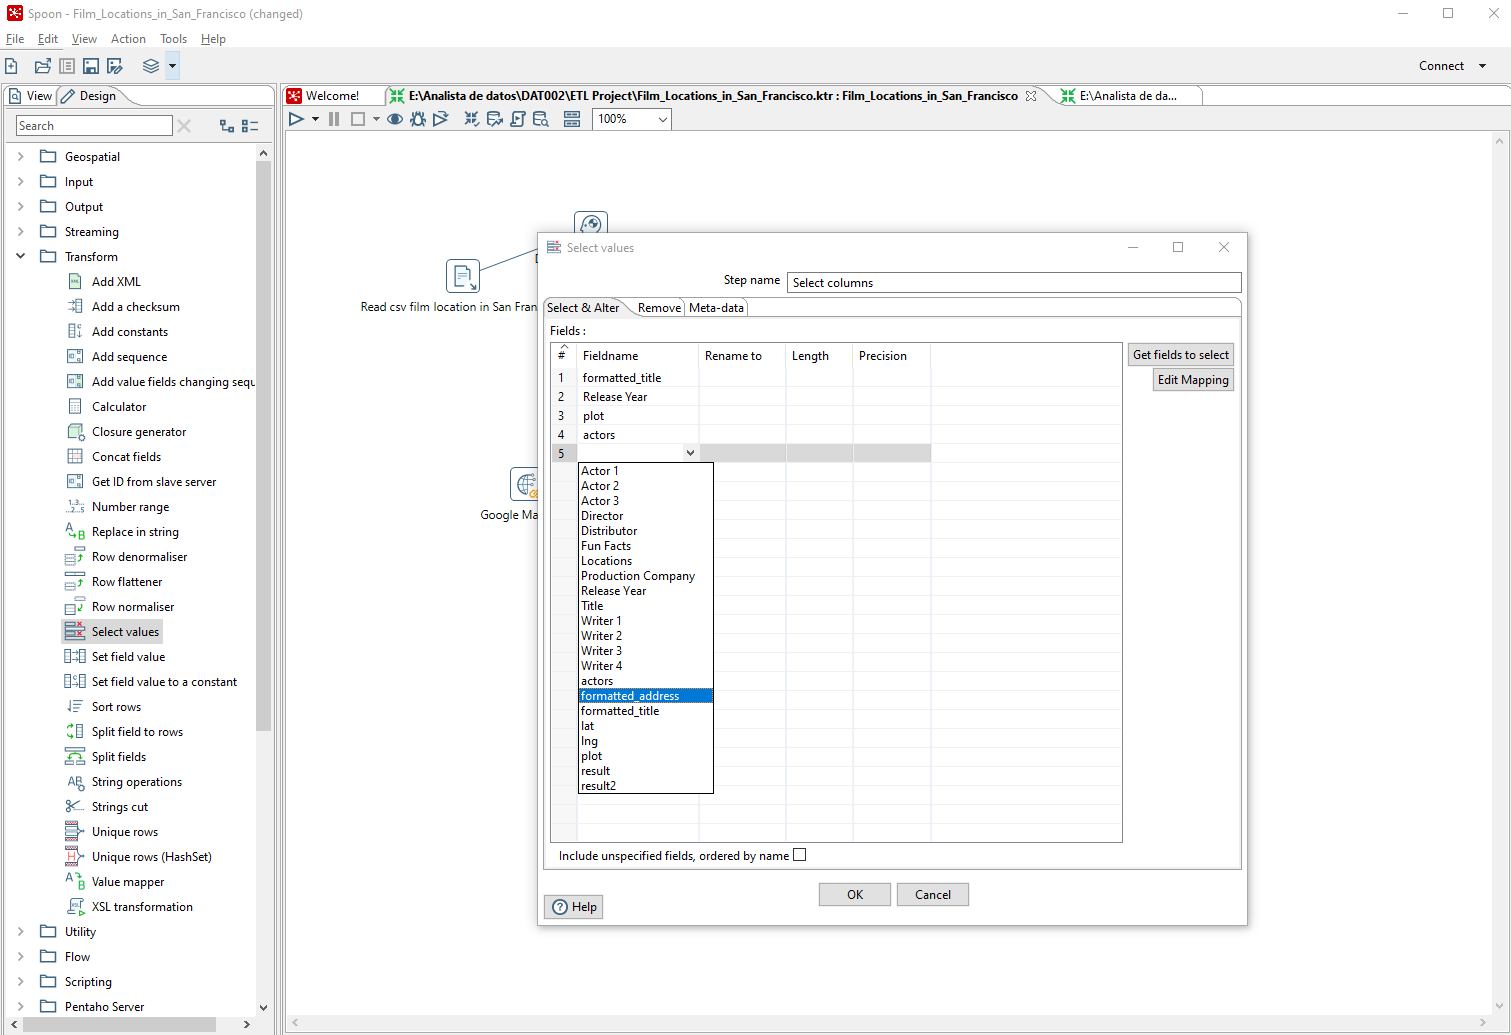 Spoon - Film_Locations_in_San_Francisco (changed)
File Edit View Action Tools Help
Connect
View Design
Welcome! E:\Analista de datos\DAT002\ETL Project\Film_Locations_in_San_Francisco.ktr : Film_Locations_in_San_Francisco E:\Analista de da...
Search
100%
Geospatial
Input
Output
Streaming
Transform
Add XML
Add a checksum
Add constants
Add sequence
Add value fields changing sequ
Calculator
Closure generator
Concat fields
Get ID from slave server
Number range
Replace in string
Row denormaliser
Row flattener
Row normaliser
Select values
Set field value
Set field value to a constant
Sort rows
Split field to rows
Split fields
String operations
Strings cut
Unique rows
Unique rows (HashSet)
Value mapper
XSL transformation
Utility
Flow
Scripting
Pentaho Server
Read csv film location in San Fran
Google Ma
Select values
Step name Select columns
Select & Alter Remove Meta-data
Fields :
# Fieldname Rename to Length Precision
1 formatted_title
2 Release Year
3 plot
4 actors
5
Actor 1
Actor 2
Actor 3
Director
Distributor
Fun Facts
Locations
Production Company
Release Year
Title
Writer 1
Writer 2
Writer 3
Writer 4
actors
formatted_address
formatted_title
lat
lng
plot
result
result2
Get fields to select
Edit Mapping
Include unspecified fields, ordered by name
OK Cancel
Help